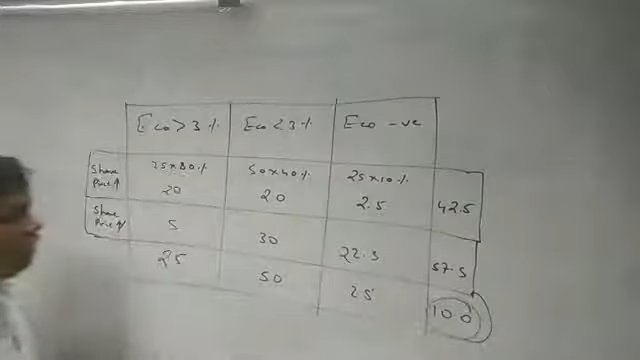 Eco > 3 % Eco < 3 % Eco -ve
Share 25 x 80 % 50 x 40 % 25 x 10 %
Price ↑ 20 20 2.5 42.5
Share
Price 5 30 22.5 57.5
25 50 25 100